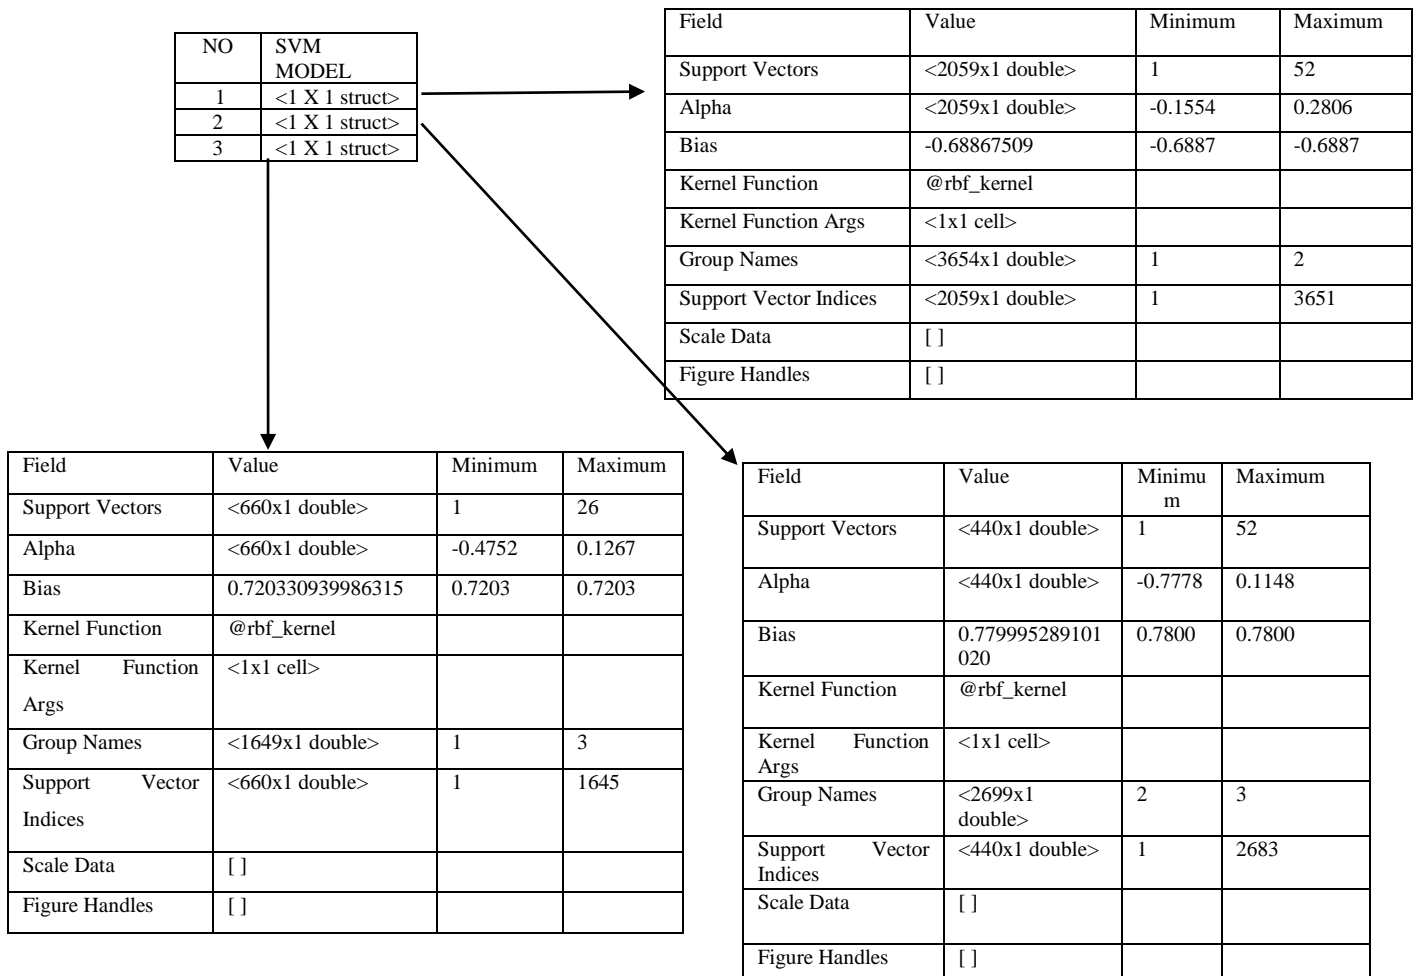 NO SVM
MODEL
1 <1 X 1 struct>
2 <1 X 1 struct>
3 <1 X 1 struct>
Field Value Minimum Maximum
Support Vectors <2059x1 double> 1 52
Alpha <2059x1 double> -0.1554 0.2806
Bias -0.68867509 -0.6887 -0.6887
Kernel Function @rbf_kernel
Kernel Function Args <1x1 cell>
Group Names <3654x1 double> 1 2
Support Vector Indices <2059x1 double> 1 3651
Scale Data [ ]
Figure Handles [ ]
Field Value Minimum Maximum
Support Vectors <660x1 double> 1 26
Alpha <660x1 double> -0.4752 0.1267
Bias 0.720330939986315 0.7203 0.7203
Kernel Function @rbf_kernel
Kernel Function <1x1 cell>
Args
Group Names <1649x1 double> 1 3
Support Vector <660x1 double> 1 1645
Indices
Scale Data [ ]
Figure Handles [ ]
Field Value Minimu Maximum
m
Support Vectors <440x1 double> 1 52
Alpha <440x1 double> -0.7778 0.1148
Bias 0.779995289101 0.7800 0.7800
020
Kernel Function @rbf_kernel
Kernel Function <1x1 cell>
Args
Group Names <2699x1 2 3
double>
Support Vector <440x1 double> 1 2683
Indices
Scale Data [ ]
Figure Handles [ ]